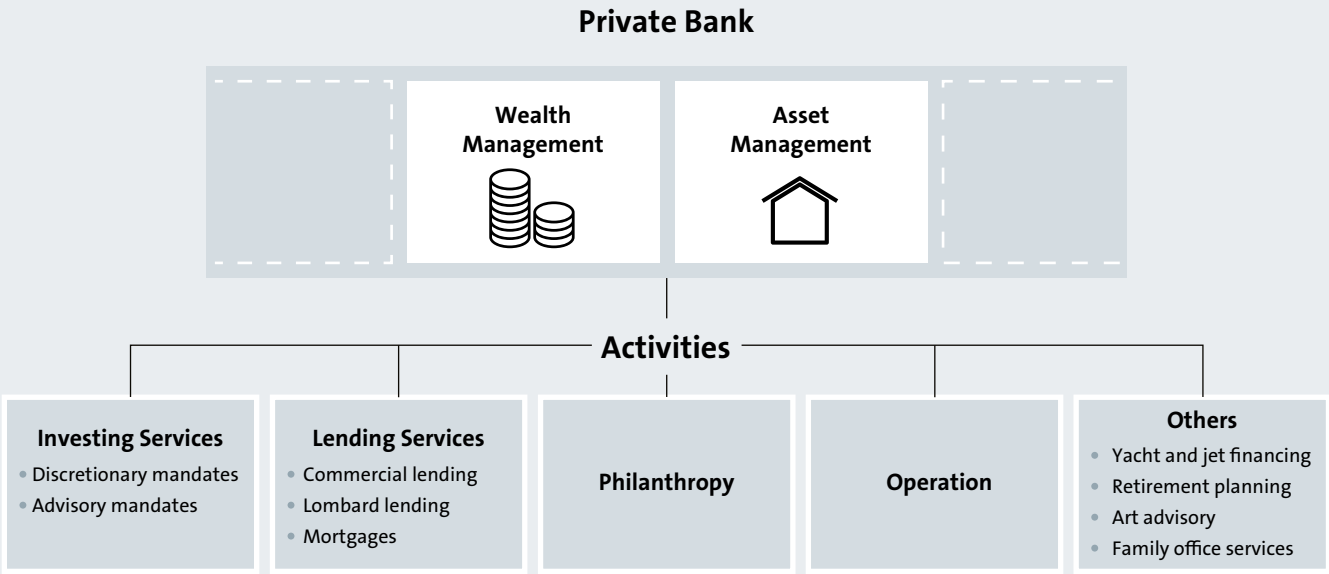 Private Bank
Wealth
Management
Asset
Management
Activities
Investing Services
• Discretionary mandates
• Advisory mandates
Lending Services
• Commercial lending
• Lombard lending
• Mortgages
Philanthropy
Operation
Others
• Yacht and jet financing
• Retirement planning
• Art advisory
• Family office services